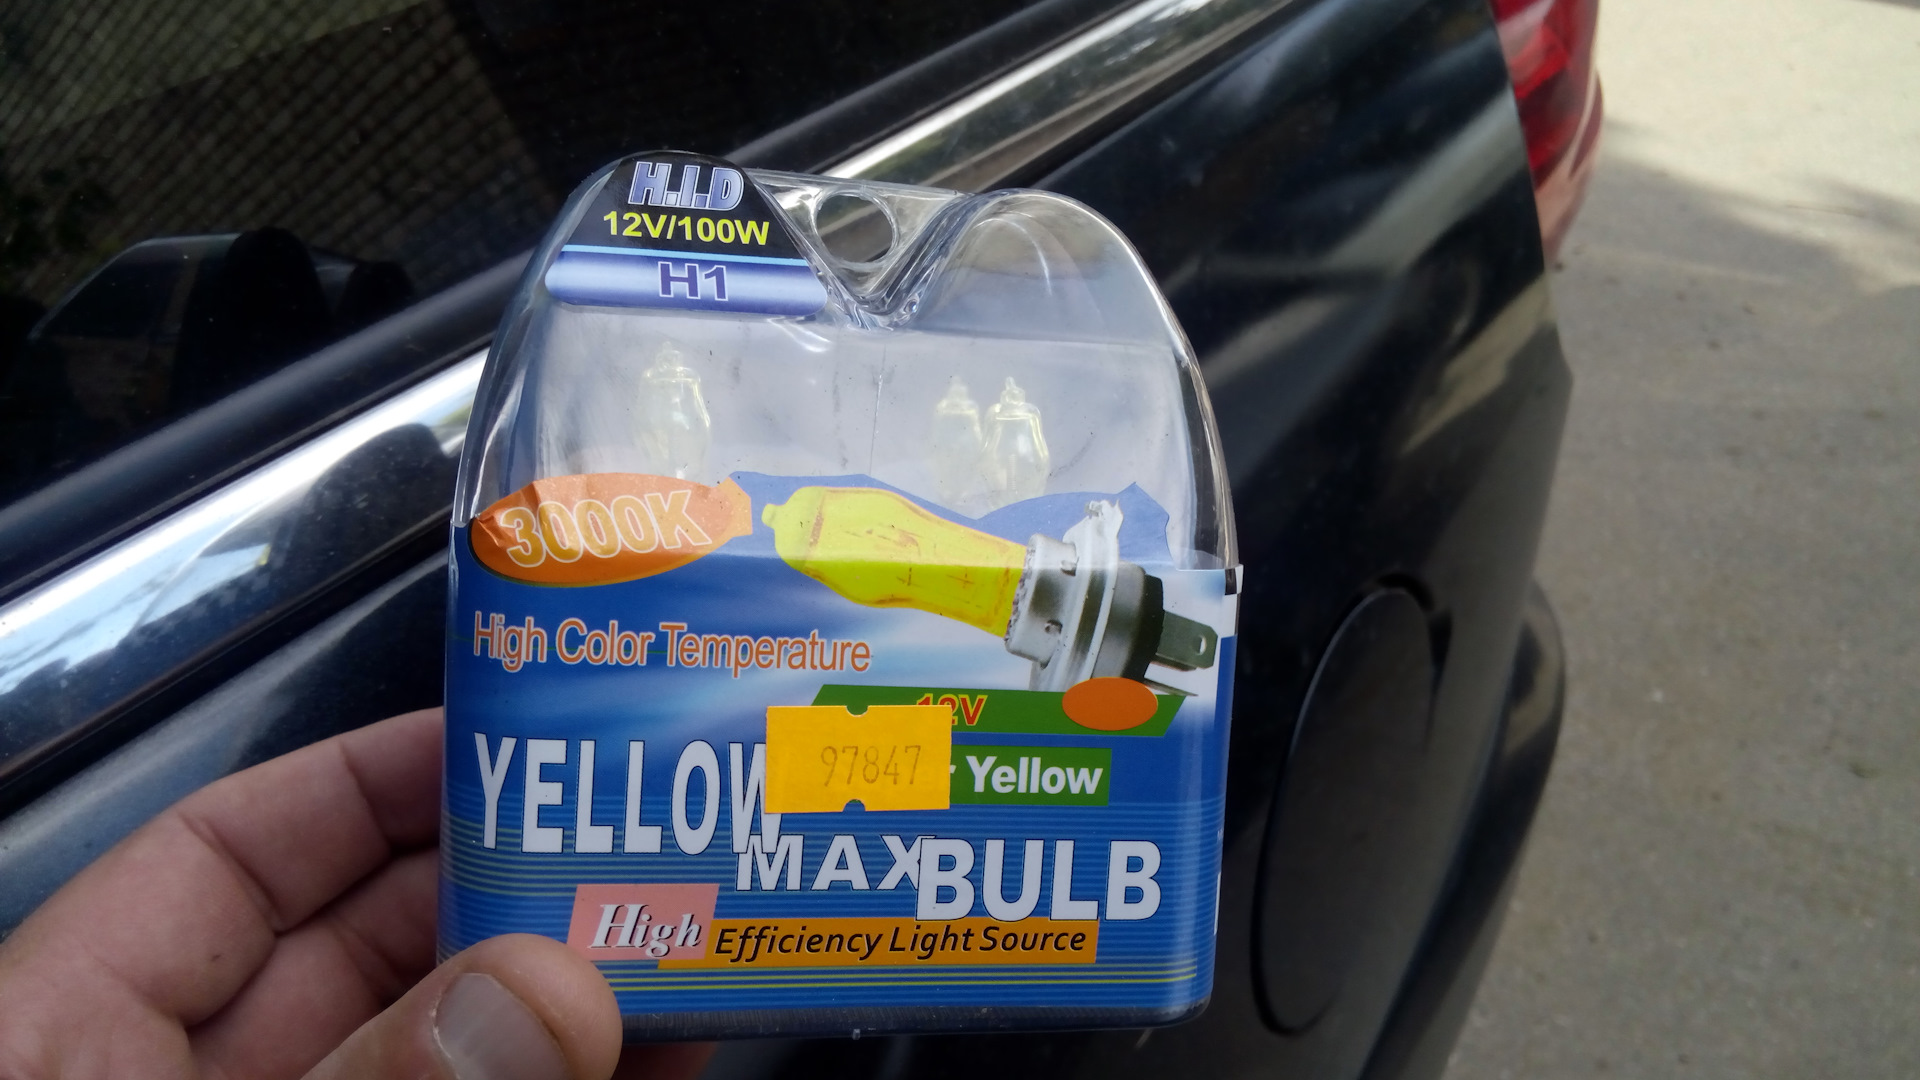 H.I.D
12V/100W
H1
3000K
High Color Temperature
12V
Yellow
97847
YELLOW
MAX
BULB
High Efficiency Light Source